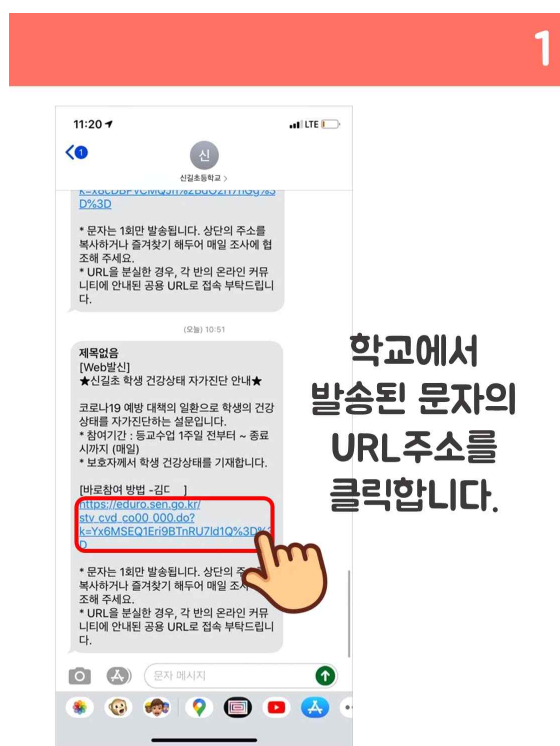 1
11:20
LTE
1
신
신길초등학교 >
D%3D
* 문자는 1회만 발송됩니다. 상단의 주소를
복사하거나 즐겨찾기 해두어 매일 조사에 협
조해 주세요.
* URL을 분실한 경우, 각 반의 온라인 커뮤
니티에 안내된 공용 URL로 접속 부탁드립니
다.
(오늘) 10:51
제목없음
[Web발신]
★신길초 학생 건강상태 자가진단 안내★
코로나19 예방 대책의 일환으로 학생의 건강
상태를 자가진단하는 설문입니다.
* 참여기간 : 등교수업 1주일 전부터 ~ 종료
시까지 (매일)
* 보호자께서 학생 건강상태를 기재합니다.
[바로참여 방법 -김ㄷ ]
https://eduro.sen.go.kr/
stv_cvd_co00_000.do?
k=Yx6MSEQ1Eri9BTnRU7Id1Q%3D%3
D
* 문자는 1회만 발송됩니다. 상단의
복사하거나 즐겨찾기 해두어 매일
조해 주세요.
* URL을 분실한 경우, 각 반의 온라인 커뮤
니티에 안내된 공용 URL로 접속 부탁드립니
다.
문자 메시지
학교에서
발송된 문자의
URL주소를
클릭합니다.